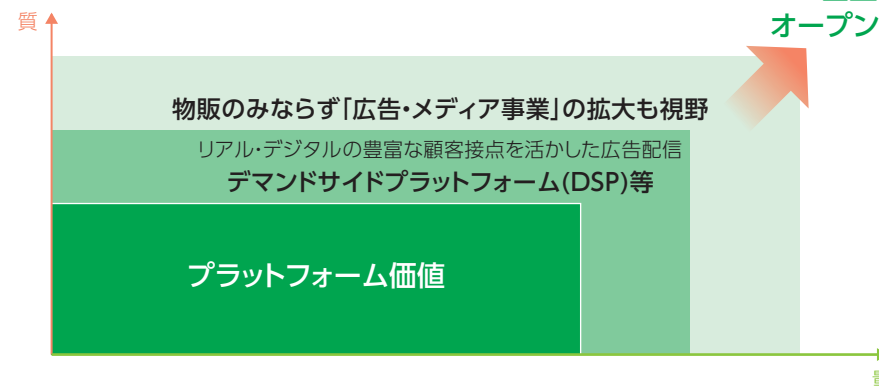 質
オープン
物販のみならず「広告・メディア事業」の拡大も視野
リアル・デジタルの豊富な顧客接点を活かした広告配信
デマンドサイドプラットフォーム(DSP)等
プラットフォーム価値